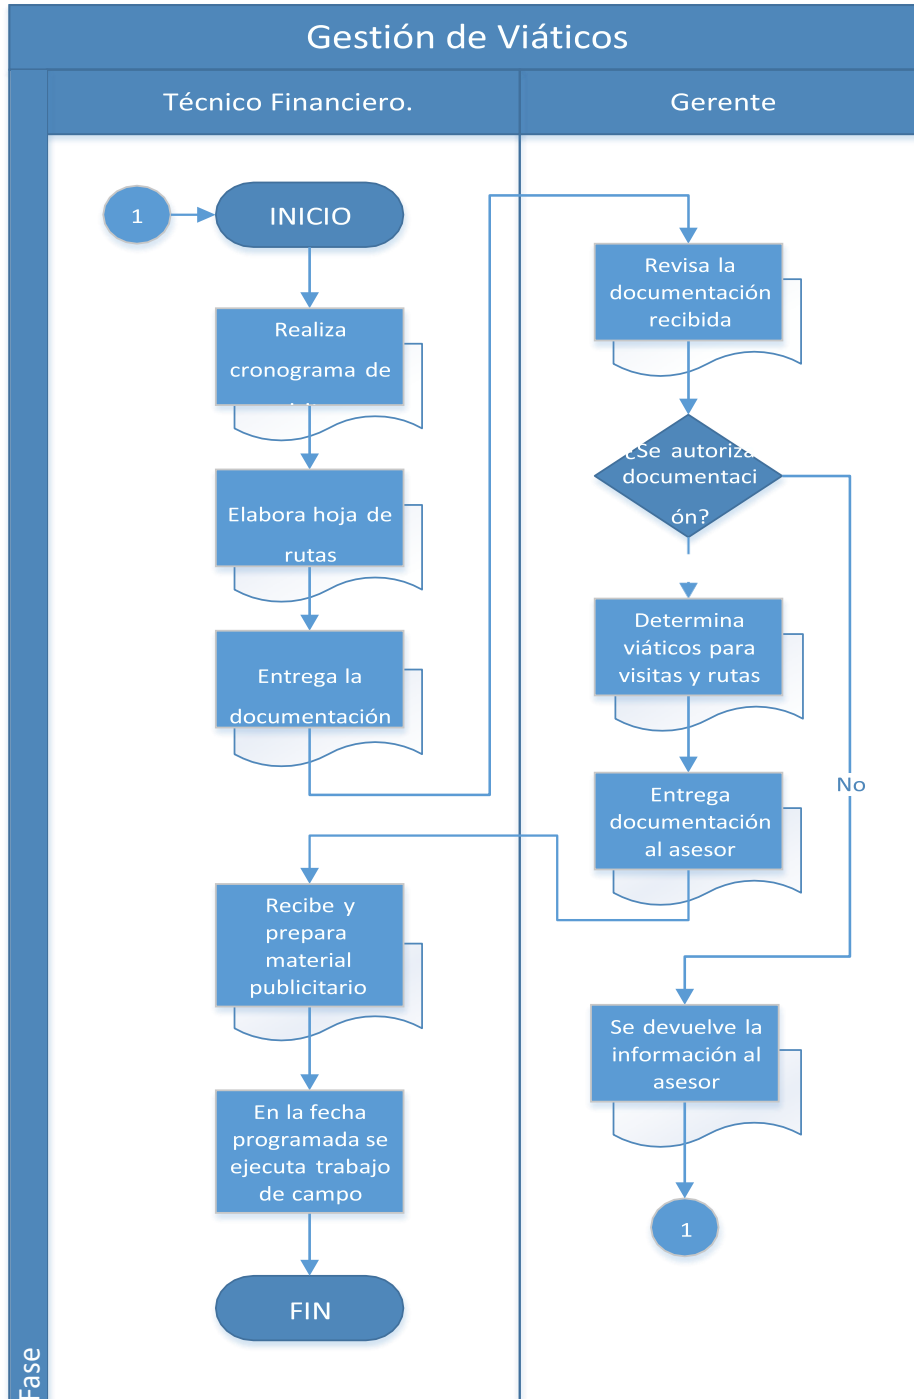 Gestión de Viáticos
Técnico Financiero.
Gerente
1
INICIO
Realiza
cronograma de
Elabora hoja de
rutas
Entrega la
documentación
Revisa la
documentación
recibida
¿Se autoriza
documentaci
ón?
Determina
viáticos para
visitas y rutas
No
Entrega
documentación
al asesor
Recibe y
prepara
material
publicitario
Se devuelve la
información al
asesor
En la fecha
programada se
ejecuta trabajo
de campo
1
FIN
Fase